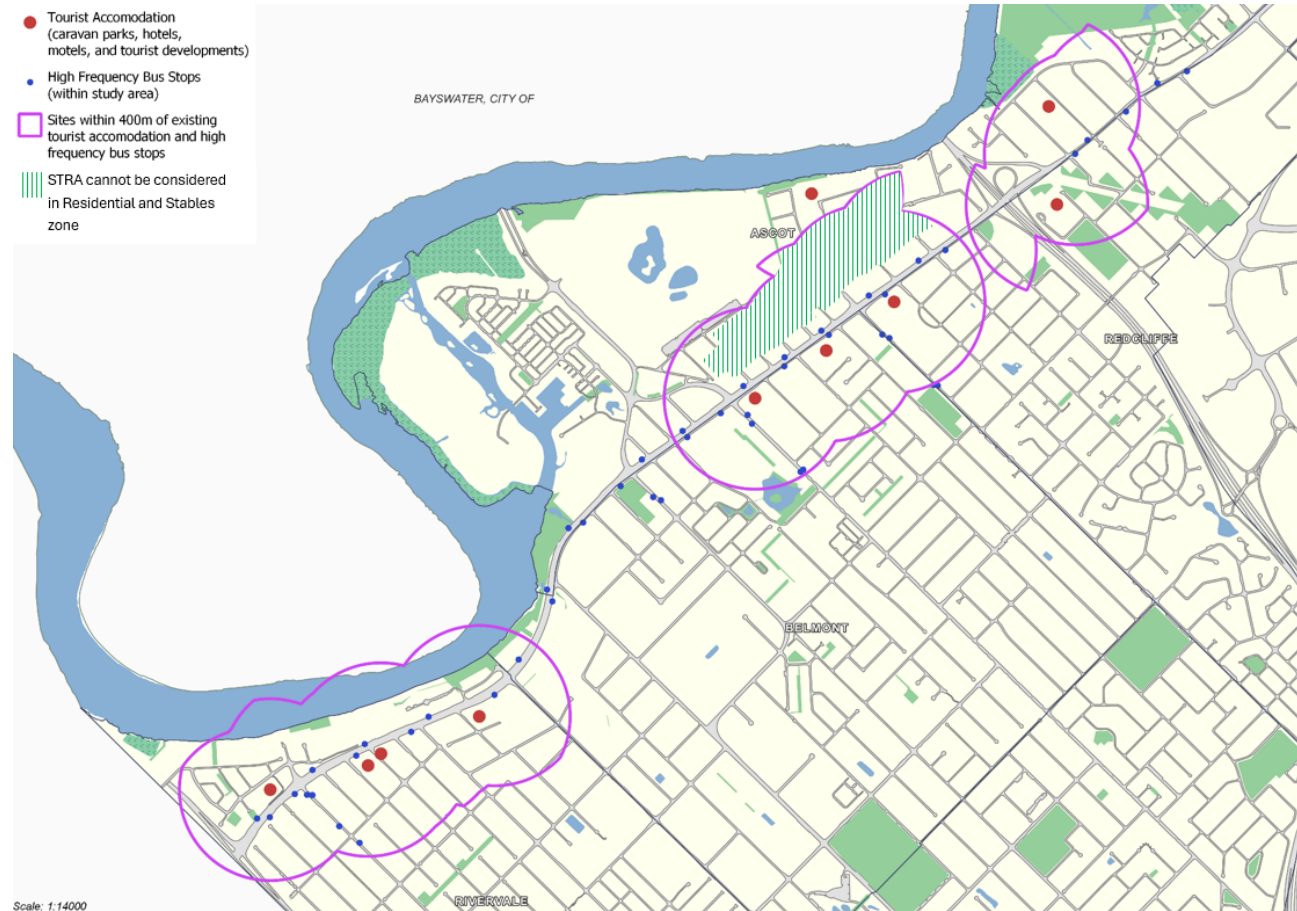 Tourist Accomodation
(caravan parks, hotels,
motels, and tourist developments)
High Frequency Bus Stops
(within study area)
Sites within 400m of existing
tourist accomodation and high
frequency bus stops
STRA cannot be considered
in Residential and Stables
zone
BAYSWATER, CITY OF
ASCOT
REDCLIFFE
BELMONT
RIVERVALE
Scale: 1:14000